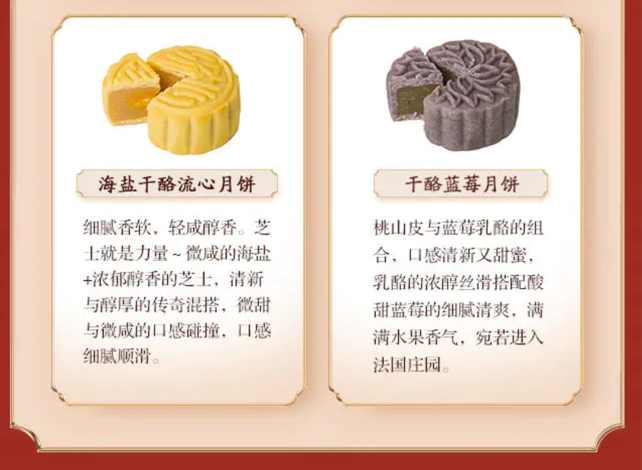 海盐干酪流心月饼
细腻香软，轻咸醇香。芝
士就是力量~微咸的海盐
+浓郁醇香的芝士，清新
与醇厚的传奇混搭，微甜
与微咸的口感碰撞，口感
细腻顺滑。
干酪蓝莓月饼
桃山皮与蓝莓乳酪的组
合，口感清新又甜蜜，
乳酪的浓醇丝滑搭配酸
甜蓝莓的细腻清爽，满
满水果香气，宛若进入
法国庄园。